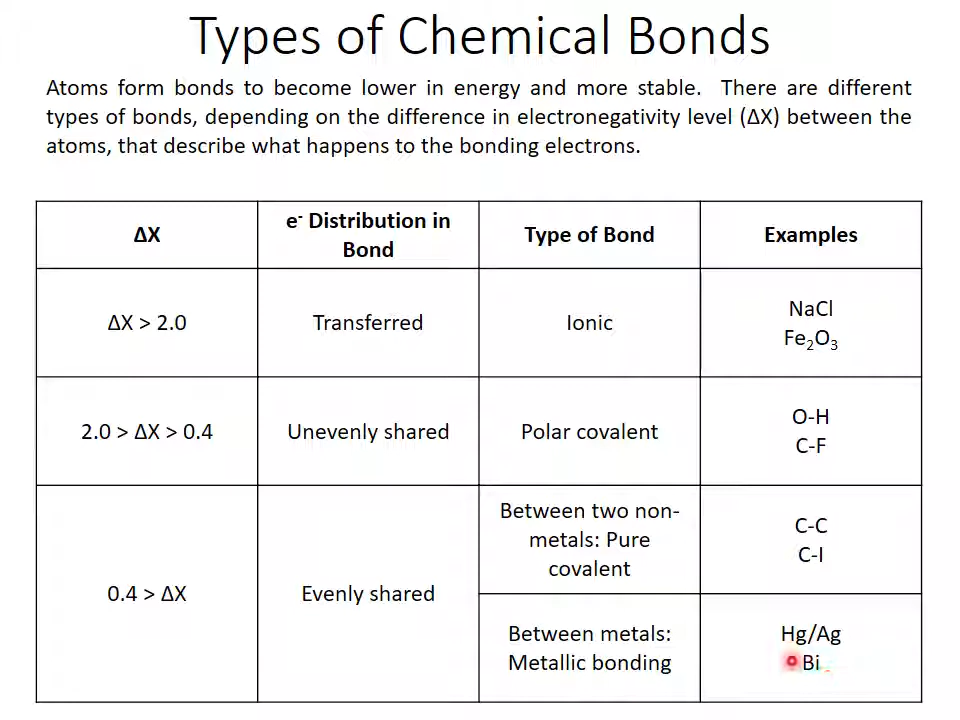 Types of Chemical Bonds
Atoms form bonds to become lower in energy and more stable. There are different
types of bonds, depending on the difference in electronegativity level (ΔX) between the
atoms, that describe what happens to the bonding electrons.
ΔX
e⁻ Distribution in
Bond
Type of Bond
Examples
ΔX > 2.0
Transferred
Ionic
NaCl
Fe₂O₃
2.0 > ΔX > 0.4
Unevenly shared
Polar covalent
O-H
C-F
0.4 > ΔX
Evenly shared
Between two non-
metals: Pure
covalent
C-C
C-I
Between metals:
Metallic bonding
Hg/Ag
Bi